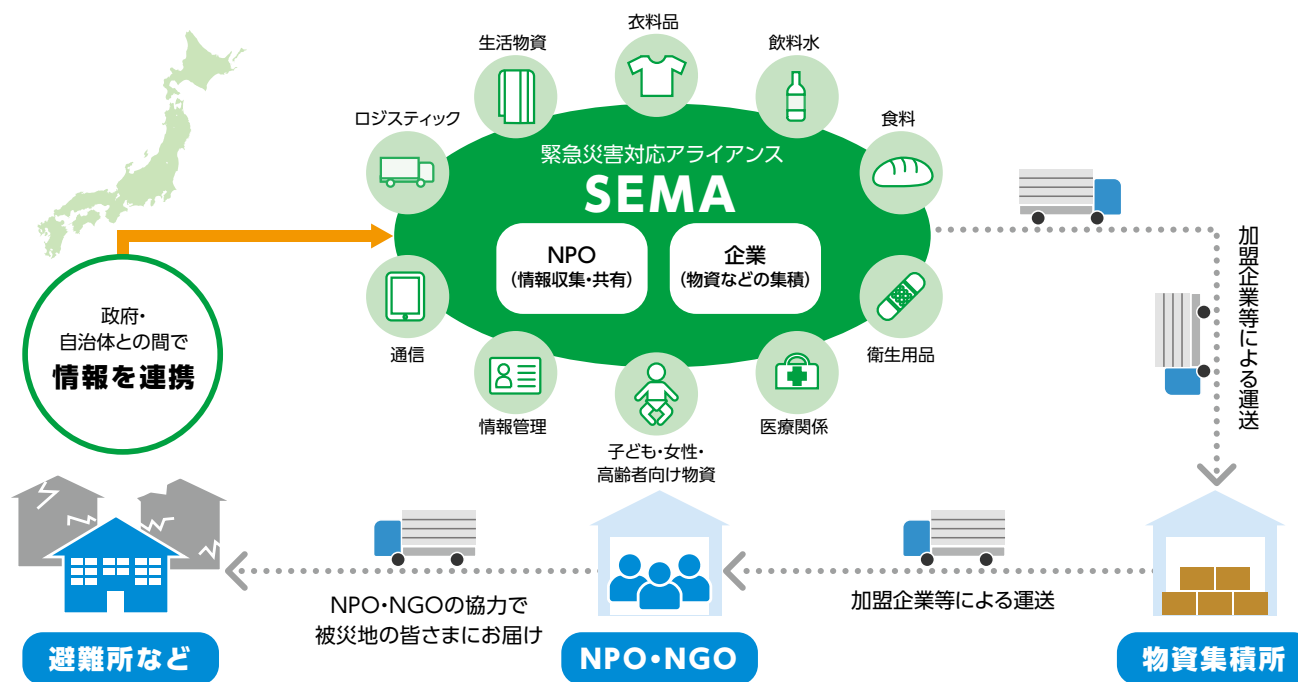 衣料品
生活物資
飲料水
ロジスティック
食料
緊急災害対応アライアンス
SEMA
NPO
(情報収集・共有)
企業
(物資などの集積)
政府・
自治体との間で
情報を連携
通信
衛生用品
情報管理
医療関係
子ども・女性・
高齢者向け物資
加盟企業等による運送
NPO・NGOの協力で
被災地の皆さまにお届け
加盟企業等による運送
避難所など
NPO・NGO
物資集積所